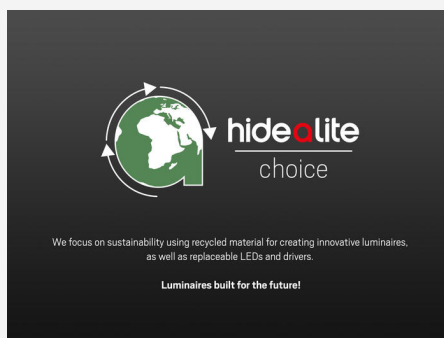 hidealite
choice
We focus on sustainability using recycled material for creating innovative luminaires,
as well as replaceable LEDs and drivers.
Luminaires built for the future!